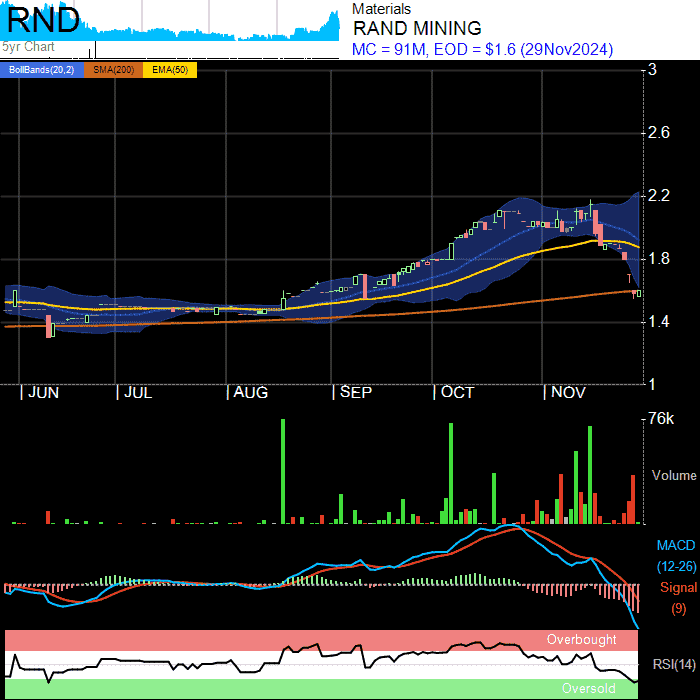 RND
5yr Chart
Materials
RAND MINING
MC = 91M, EOD = $1.6 (29Nov2024)
BollBands(20,2) SMA(200) EMA(50)
3
2.6
2.2
1.8
1.4
1
JUN JUL AUG SEP OCT NOV
76k
Volume
MACD
(12-26)
Signal
(9)
Overbought
RSI(14)
Oversold